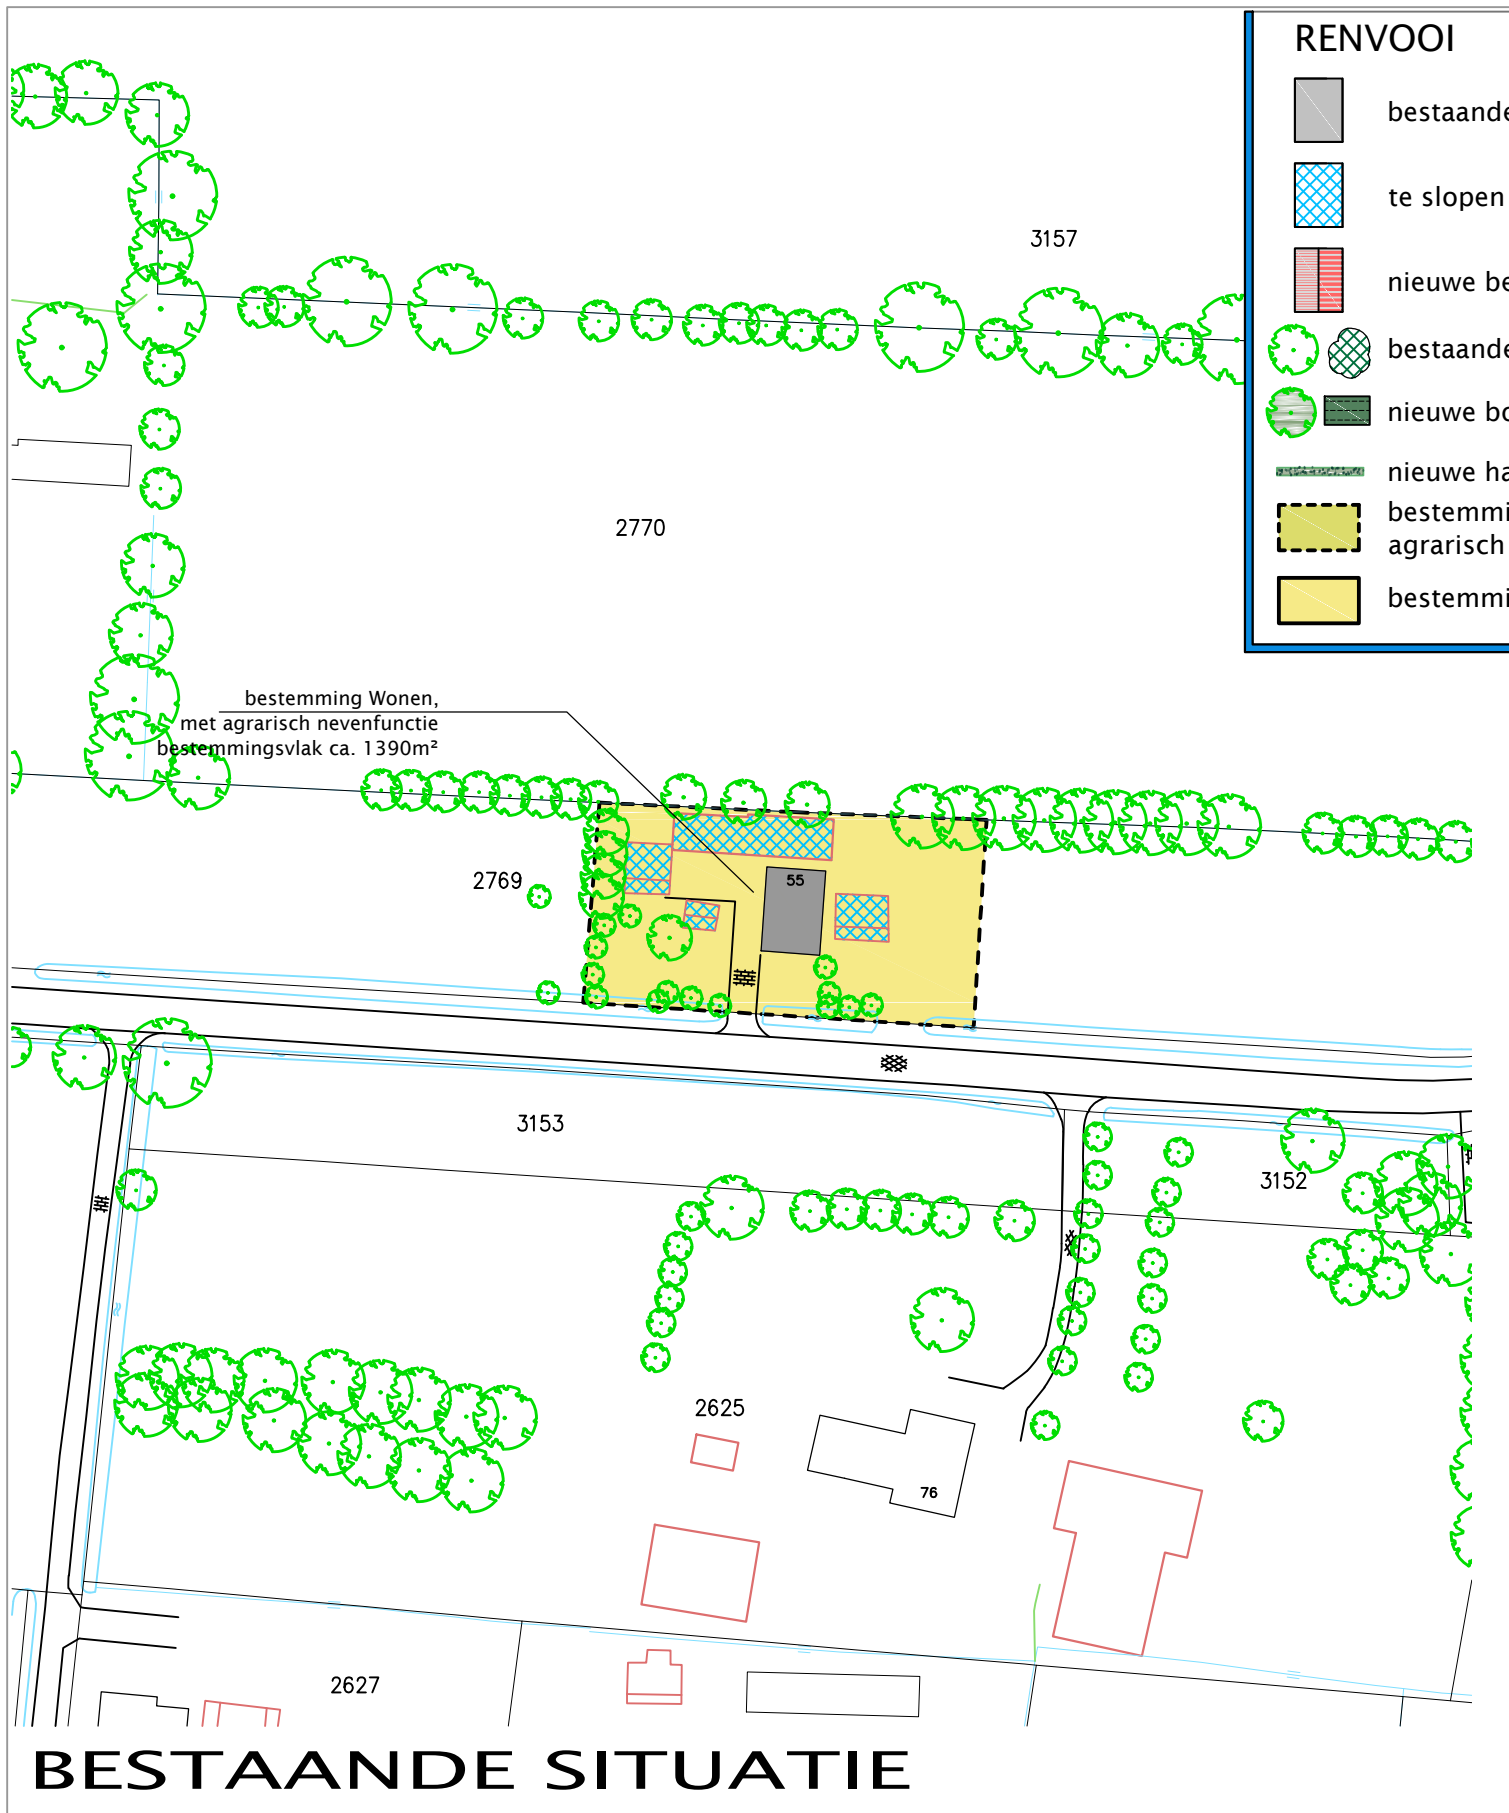 RENVOOI
bestaande
te slopen
nieuwe be
bestaande
nieuwe bo
nieuwe ha
bestemmi
agrarisch
bestemmi
3157
2770
bestemming Wonen,
met agrarisch nevenfunctie
bestemmingsvlak ca. 1390m²
55
2769
3153
3152
2625
76
2627
BESTAANDE SITUATIE